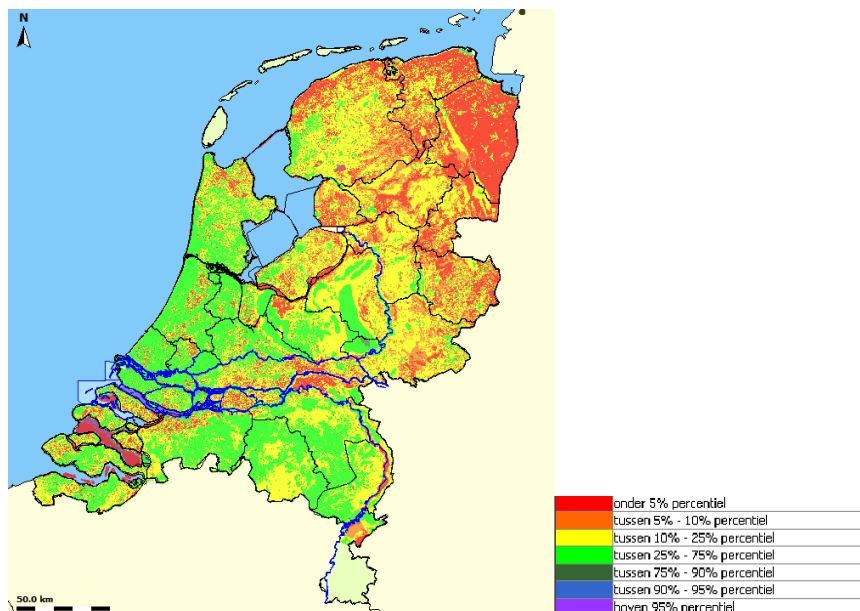 N
50.0 km
onder 5% percentiel
tussen 5% - 10% percentiel
tussen 10% - 25% percentiel
tussen 25% - 75% percentiel
tussen 75% - 90% percentiel
tussen 90% - 95% percentiel
boven 95% percentiel